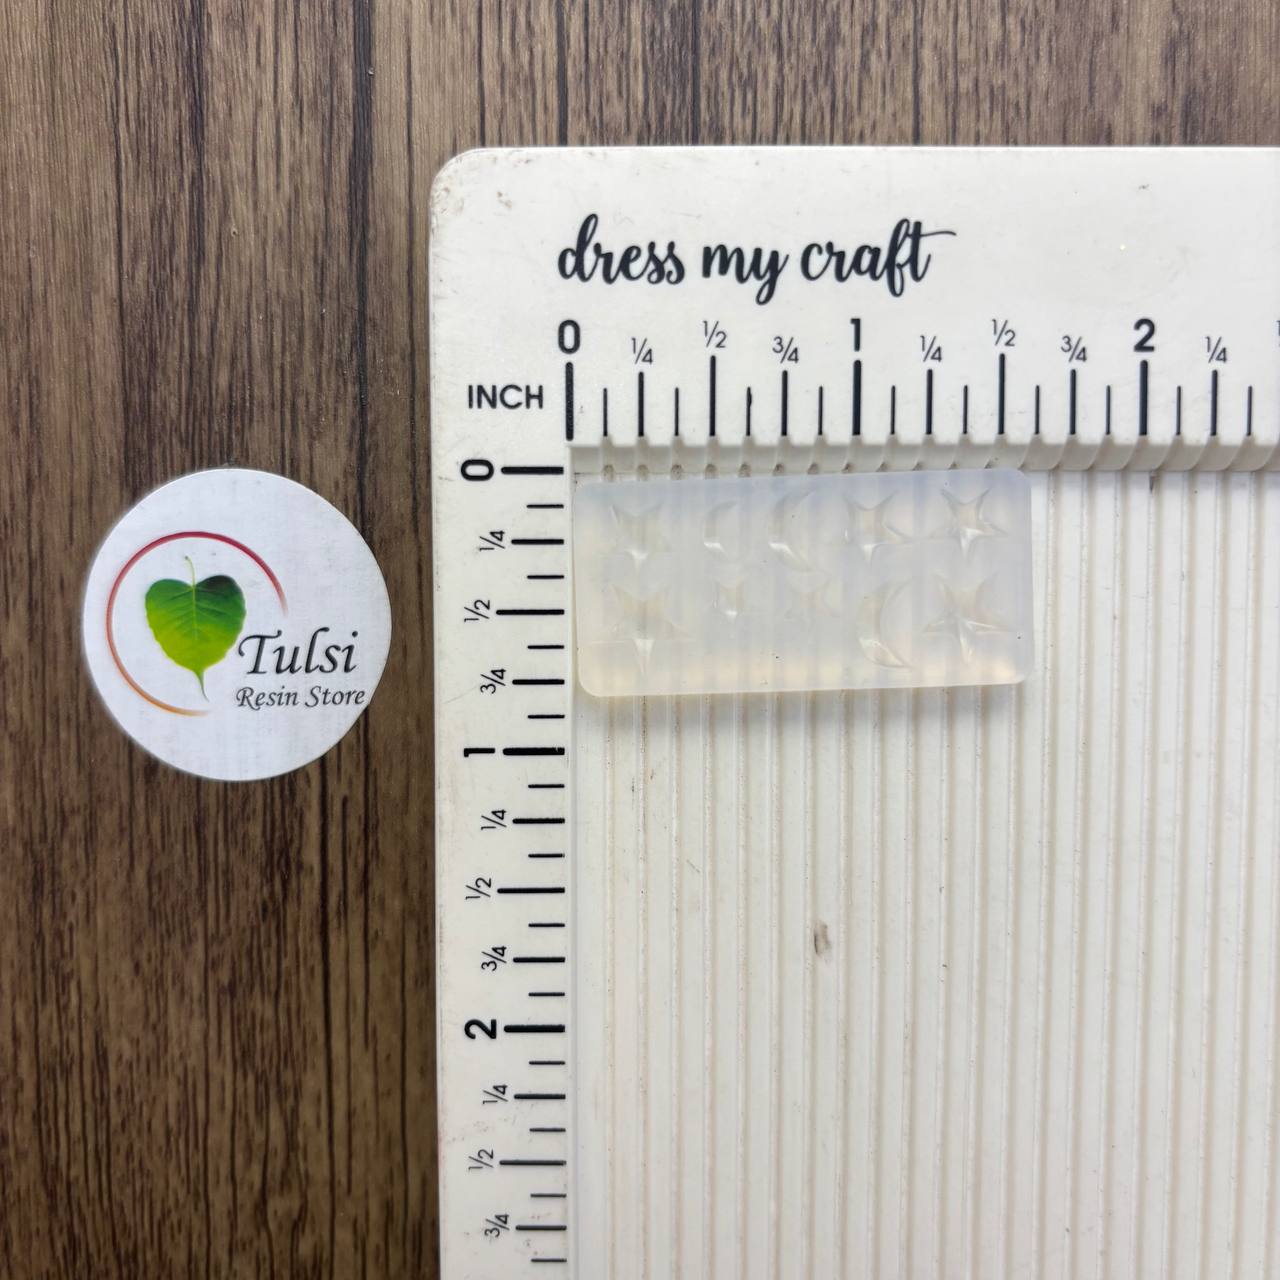 dress my craft
0 ¼ ½ ¾ 1 ¼ ½ ¾ 2 ¼
INCH
0
¼
½
¾
1
¼
½
¾
2
¼
½
¾
Tulsi
Resin Store